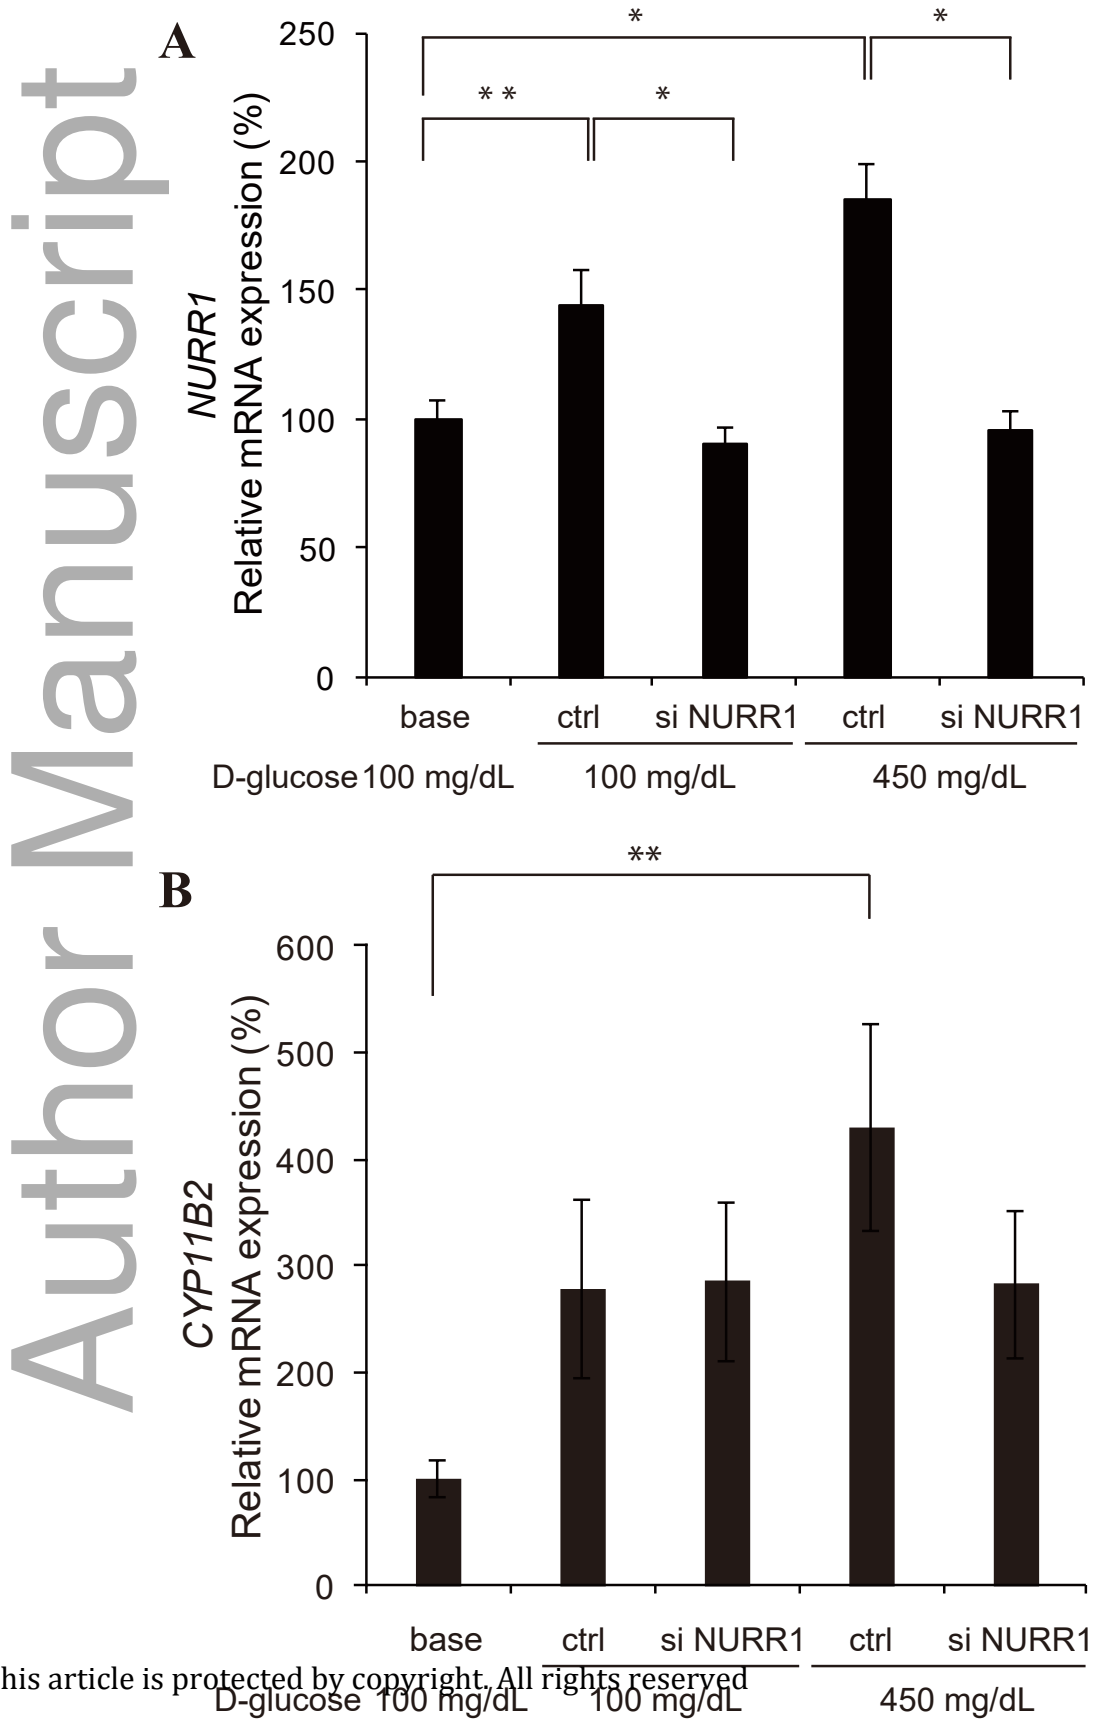 Author Manuscript
A
* *
* * *
250
200
150
100
50
0
NURR1
Relative mRNA expression (%)
base ctrl si NURR1 ctrl si NURR1
D-glucose 100 mg/dL 100 mg/dL 450 mg/dL
B
**
600
500
400
300
200
100
0
CYP11B2
Relative mRNA expression (%)
base ctrl si NURR1 ctrl si NURR1
his article is protected by copyright. All rights reserved
D-glucose 100 mg/dL 100 mg/dL 450 mg/dL